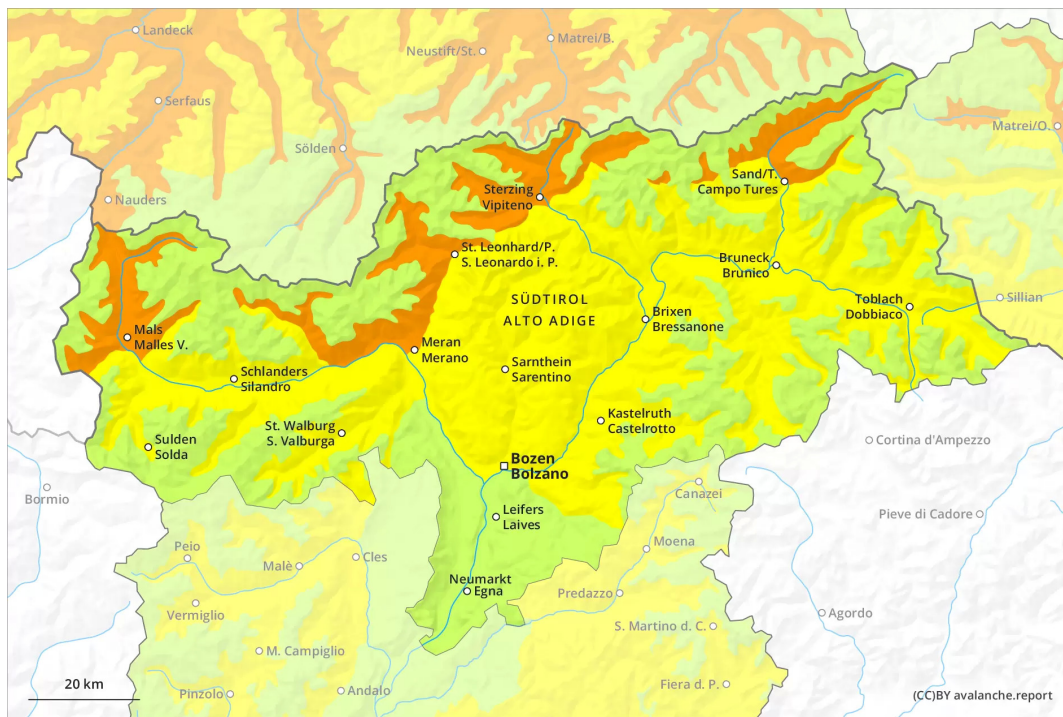 Landeck
Matrei/B.
Neustift/St.
Serfaus
Matrei/O.
Sölden
Sand/T.
Campo Tures
Sterzing
Vipiteno
Nauders
St. Leonhard/P.
S. Leonardo i. P.
Bruneck
Brunico
SÜDTIROL
ALTO ADIGE
Toblach
Dobbiaco
Sillian
Brixen
Bressanone
Mals
Malles V.
Meran
Merano
Sarnthein
Sarentino
Schlanders
Silandro
Kastelruth
Castelrotto
St. Walburg
S. Valburga
Sulden
Solda
Cortina d'Ampezzo
Bozen
Bolzano
Bormio
Canazei
Leifers
Laives
Pieve di Cadore
Peio
Moena
Cles
Malè
Neumarkt
Egna
Predazzo
Vermiglio
Agordo
S. Martino d. C.
M. Campiglio
20 km
Pinzolo
Andalo
Fiera d. P.
(CC)BY avalanche.report